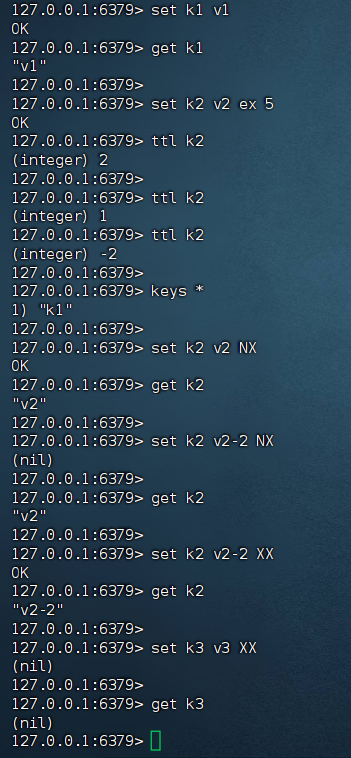 127.0.0.1:6379> set k1 v1
OK
127.0.0.1:6379> get k1
"v1"
127.0.0.1:6379>
127.0.0.1:6379> set k2 v2 ex 5
OK
127.0.0.1:6379> ttl k2
(integer) 2
127.0.0.1:6379>
127.0.0.1:6379> ttl k2
(integer) 1
127.0.0.1:6379> ttl k2
(integer) -2
127.0.0.1:6379>
127.0.0.1:6379> keys *
1) "k1"
127.0.0.1:6379>
127.0.0.1:6379> set k2 v2 NX
OK
127.0.0.1:6379> get k2
"v2"
127.0.0.1:6379>
127.0.0.1:6379> set k2 v2-2 NX
(nil)
127.0.0.1:6379>
127.0.0.1:6379> get k2
"v2"
127.0.0.1:6379>
127.0.0.1:6379> set k2 v2-2 XX
OK
127.0.0.1:6379> get k2
"v2-2"
127.0.0.1:6379>
127.0.0.1:6379> set k3 v3 XX
(nil)
127.0.0.1:6379>
127.0.0.1:6379> get k3
(nil)
127.0.0.1:6379>